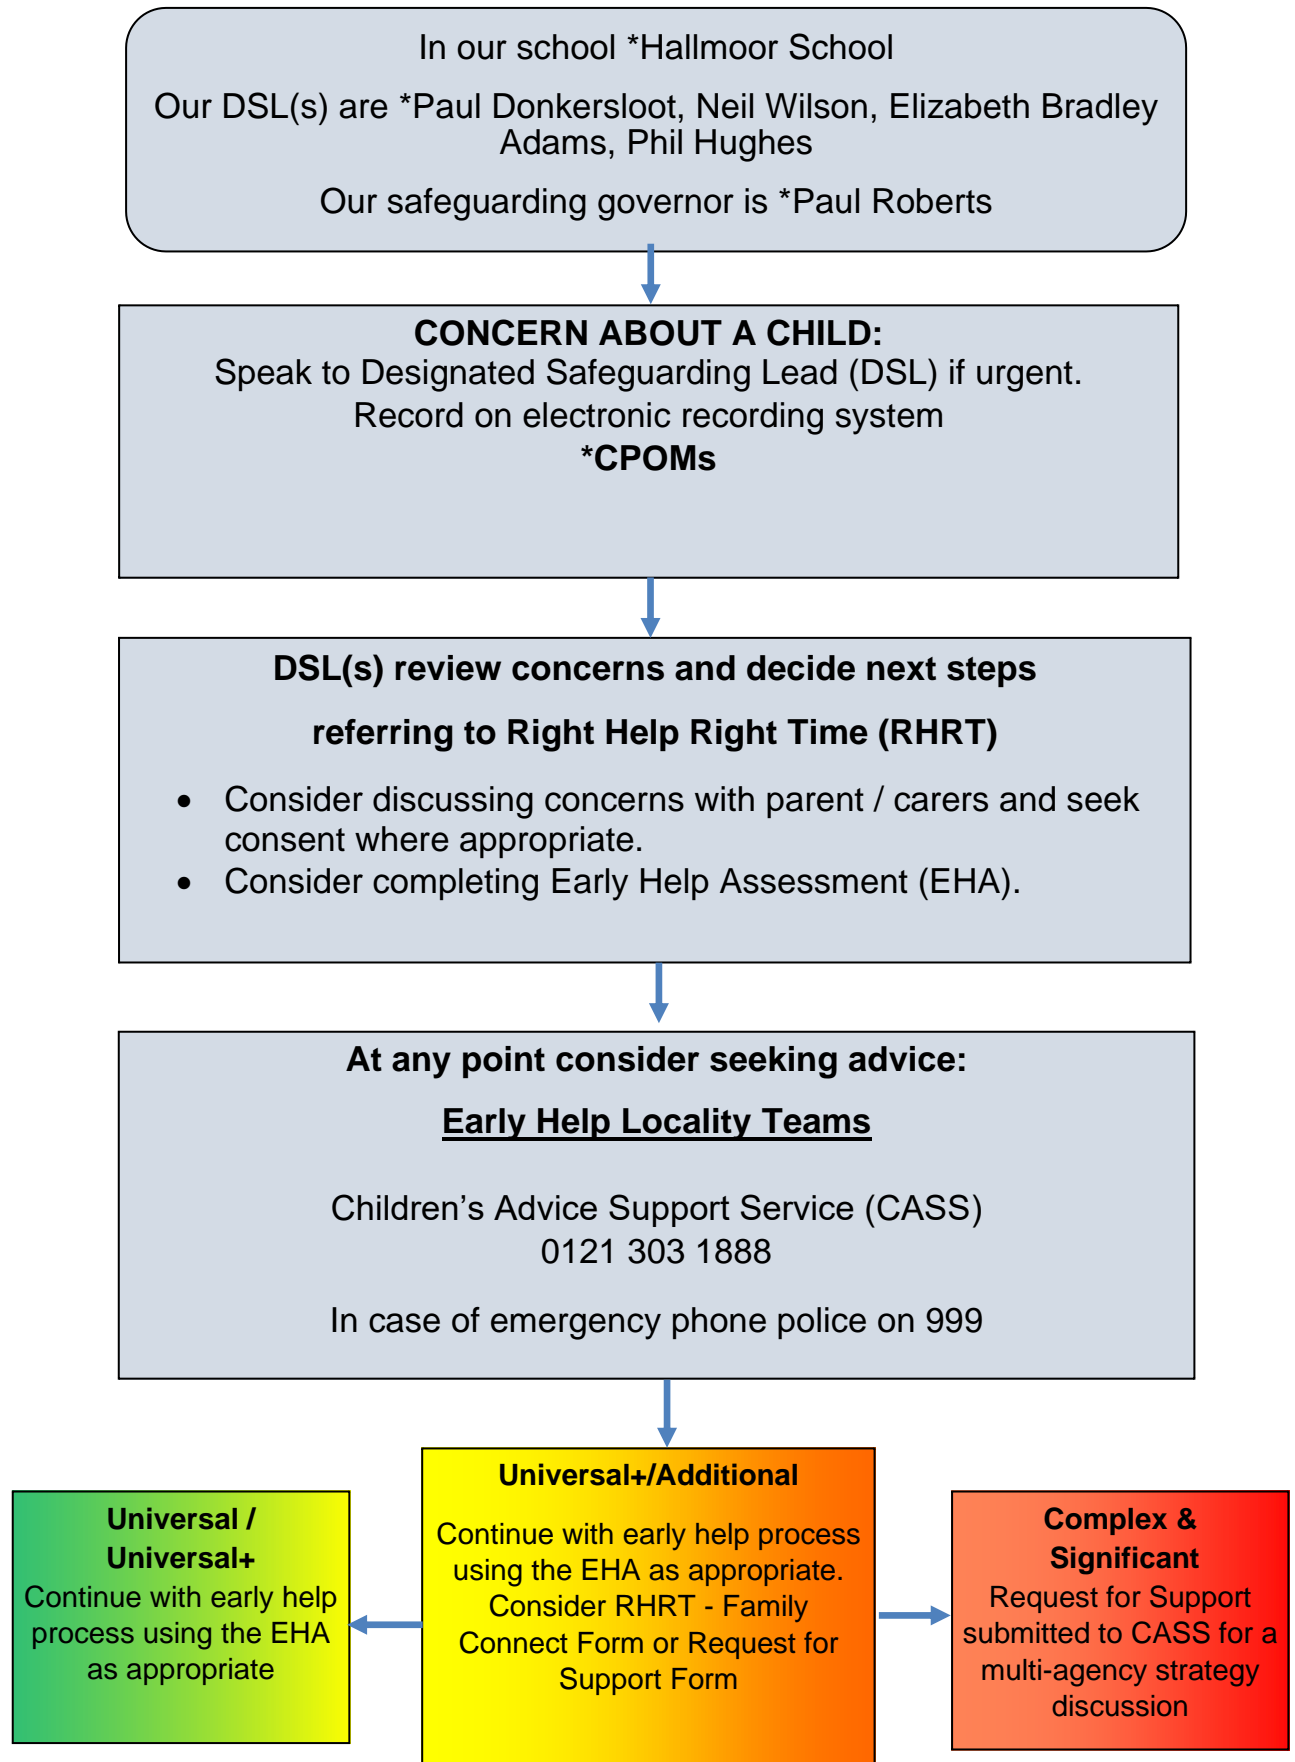 In our school *Hallmoor School
Our DSL(s) are *Paul Donkersloot, Neil Wilson, Elizabeth Bradley
Adams, Phil Hughes
Our safeguarding governor is *Paul Roberts
CONCERN ABOUT A CHILD:
Speak to Designated Safeguarding Lead (DSL) if urgent.
Record on electronic recording system
*CPOMs
DSL(s) review concerns and decide next steps
referring to Right Help Right Time (RHRT)
• Consider discussing concerns with parent / carers and seek
consent where appropriate.
• Consider completing Early Help Assessment (EHA).
At any point consider seeking advice:
Early Help Locality Teams
Children’s Advice Support Service (CASS)
0121 303 1888
In case of emergency phone police on 999
Universal /
Universal+
Continue with early help
process using the EHA
as appropriate
Universal+/Additional
Continue with early help process
using the EHA as appropriate.
Consider RHRT - Family
Connect Form or Request for
Support Form
Complex &
Significant
Request for Support
submitted to CASS for a
multi-agency strategy
discussion